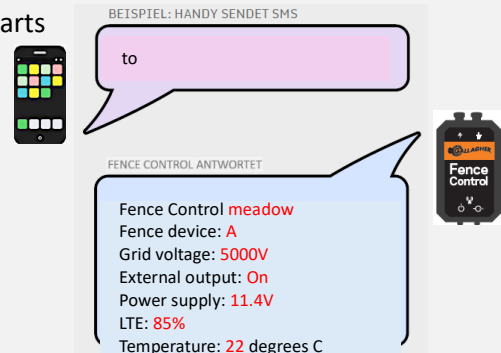 arts
BEISPIEL: HANDY SENDET SMS
to
FENCE CONTROL ANTWORTET
GALLAGHER
Fence
Control
Fence Control meadow
Fence device: A
Grid voltage: 5000V
External output: On
Power supply: 11.4V
LTE: 85%
Temperature: 22 degrees C